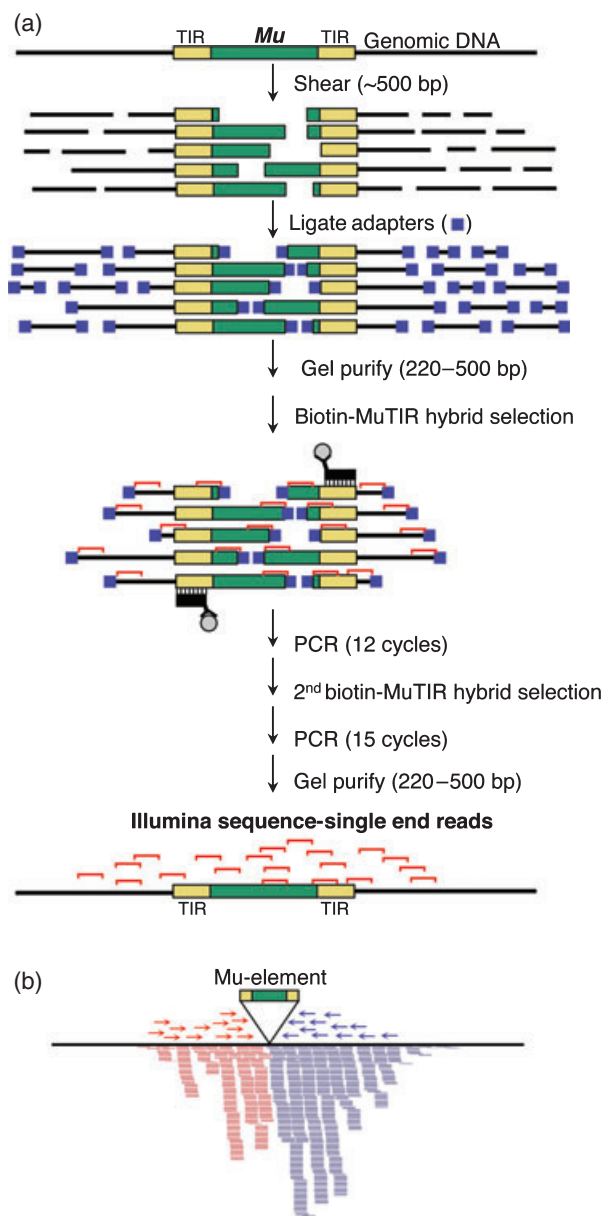 (a)
TIR Mu TIR Genomic DNA
Shear (~500 bp)
Ligate adapters ( )
Gel purify (220–500 bp)
Biotin-MuTIR hybrid selection
PCR (12 cycles)
2nd biotin-MuTIR hybrid selection
PCR (15 cycles)
Gel purify (220–500 bp)
Illumina sequence-single end reads
TIR TIR
(b)
Mu-element